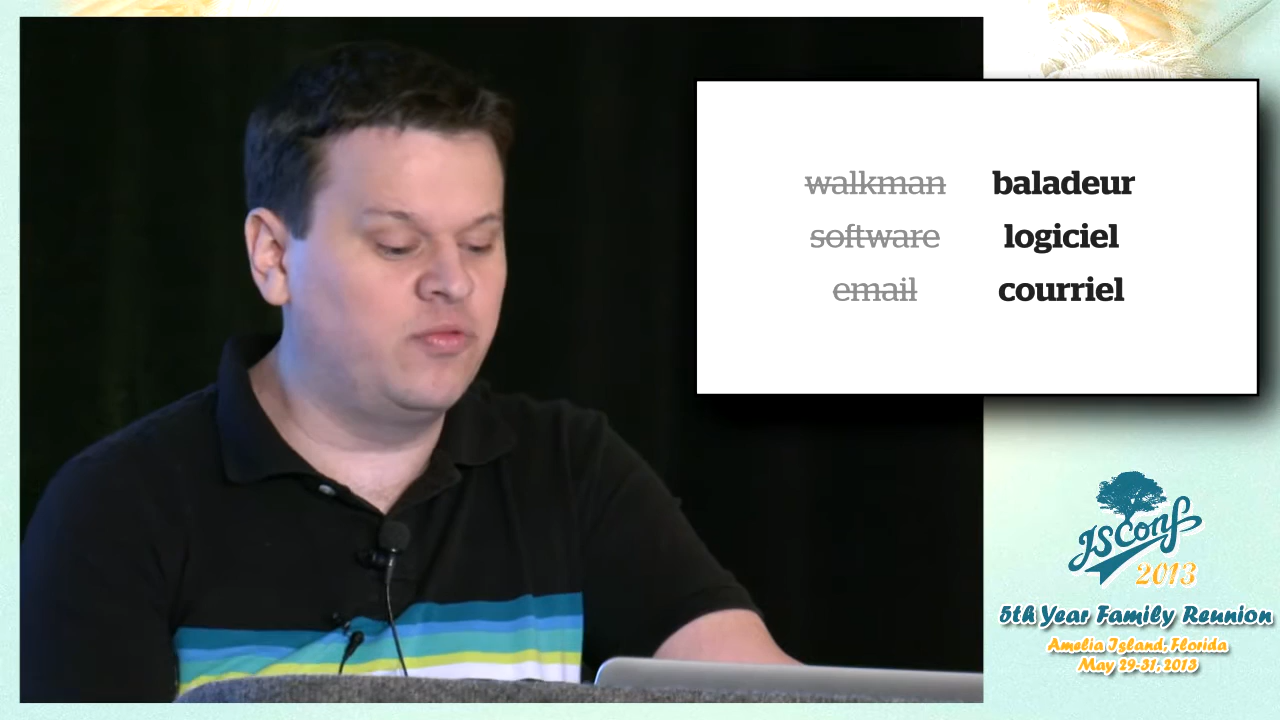 walkman baladeur
software logiciel
email courriel
JSConf
2013
5th Year Family Reunion
Amelia Island, Florida
May 29-31, 2013